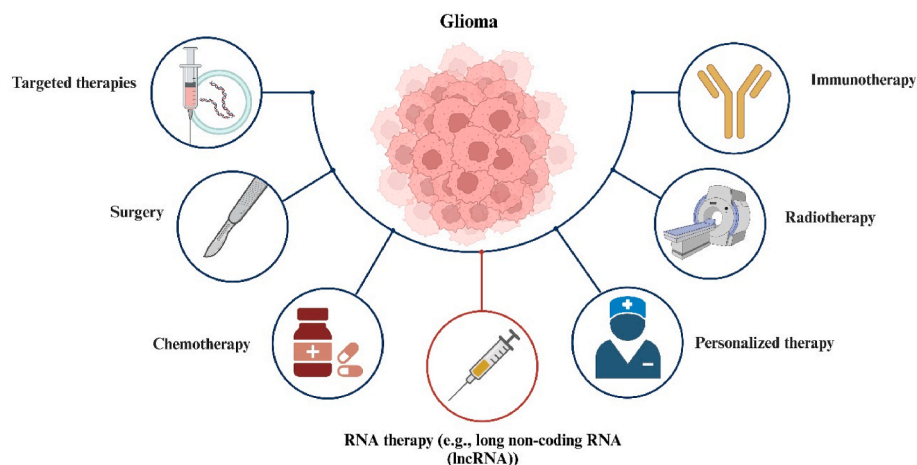 Glioma
Targeted therapies
Immunotherapy
Surgery
Radiotherapy
Chemotherapy
Personalized therapy
RNA therapy (e.g., long non-coding RNA
(lncRNA))